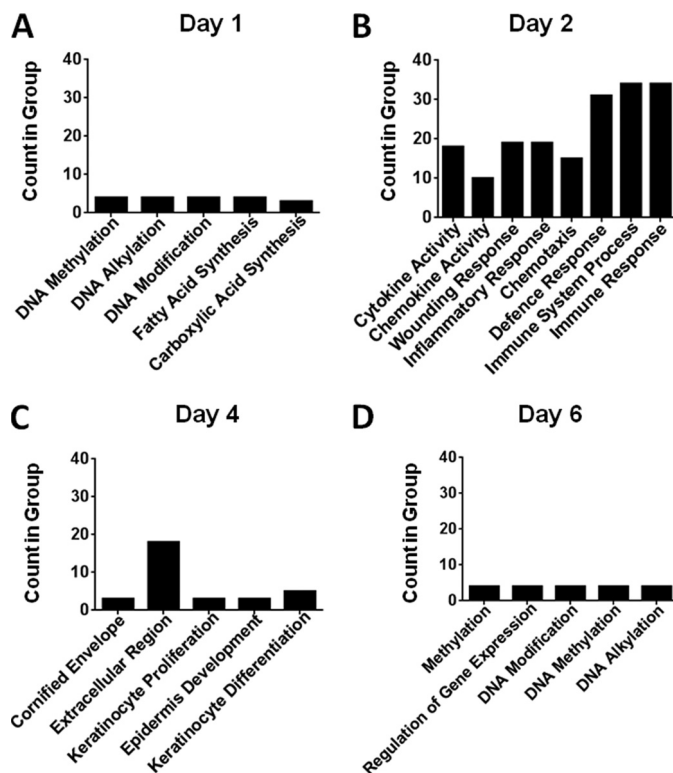 A
Day 1
Count in Group
40
30
20
10
0
DNA Methylation
DNA Alkylation
DNA Modification
Fatty Acid Synthesis
Carboxylic Acid Synthesis
B
Day 2
Count in Group
40
30
20
10
0
Cytokine Activity
Chemokine Activity
Wounding Response
Inflammatory Response
Chemotaxis
Defence Response
Immune System Process
Immune Response
C
Day 4
Count in Group
40
30
20
10
0
Cornified Envelope
Extracellular Region
Keratinocyte Proliferation
Epidermis Development
Keratinocyte Differentiation
D
Day 6
Count in Group
40
30
20
10
0
Methylation
Regulation of Gene Expression
DNA Modification
DNA Methylation
DNA Alkylation